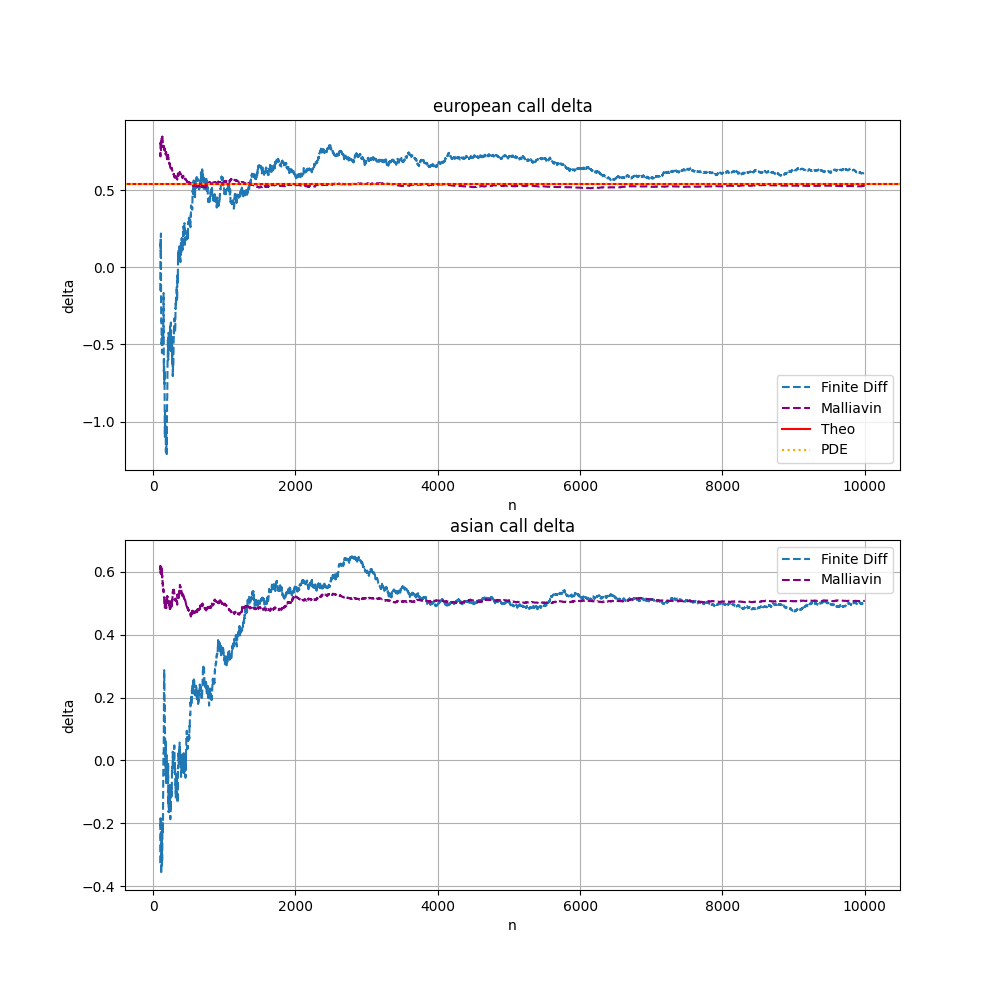 european call delta
0.5
0.0
−0.5
−1.0
delta
0 2000 4000 6000 8000 10000
n
Finite Diff
Malliavin
Theo
PDE
asian call delta
0.6
0.4
0.2
0.0
−0.2
−0.4
delta
0 2000 4000 6000 8000 10000
n
Finite Diff
Malliavin